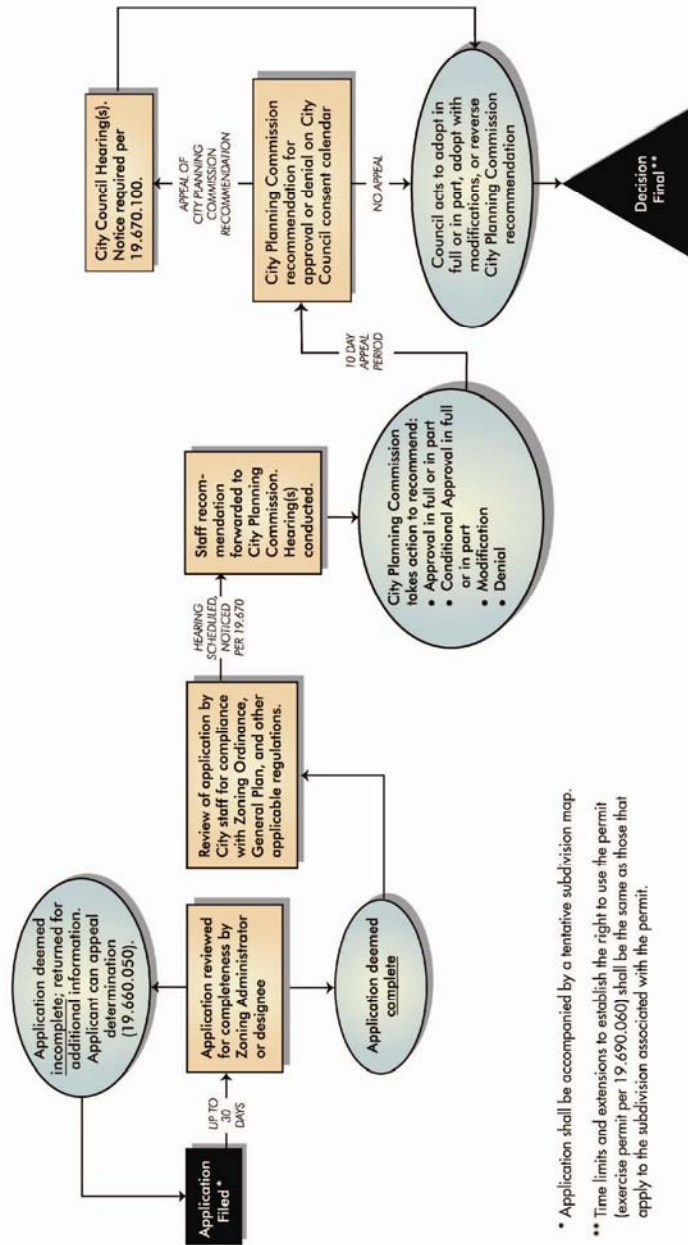 Application
Filed*
UP TO
30
DAYS
Application deemed
incomplete; returned for
additional information.
Applicant can appeal
determination
(19.660.050).
Application reviewed
for completeness by
Zoning Administrator
or designee
Application deemed
complete
Review of application by
City staff for compliance
with Zoning Ordinance,
General Plan, and other
applicable regulations.
HEARING
SCHEDULED,
NOTICED
PER 19.670
Staff recom-
mendation
forwarded to
City Planning
Commission.
Hearing(s)
conducted.
City Planning Commission
takes action to recommend:
• Approval in full or in part
• Conditional Approval in full
or in part
• Modification
• Denial
10 DAY
APPEAL
PERIOD
City Planning Commission
recommendation for
approval or denial on City
Council consent calendar
APPEAL OF
CITY PLANNING
COMMISSION
RECOMMENDATION
City Council Hearing(s).
Notice required per
19.670.100.
NO APPEAL
Council acts to adopt in
full or in part, adopt with
modifications, or reverse
City Planning Commission
recommendation
Decision
Final**
* Application shall be accompanied by a tentative subdivision map.
** Time limits and extensions to establish the right to use the permit
(exercise permit per 19.690.060) shall be the same as those that
apply to the subdivision associated with the permit.